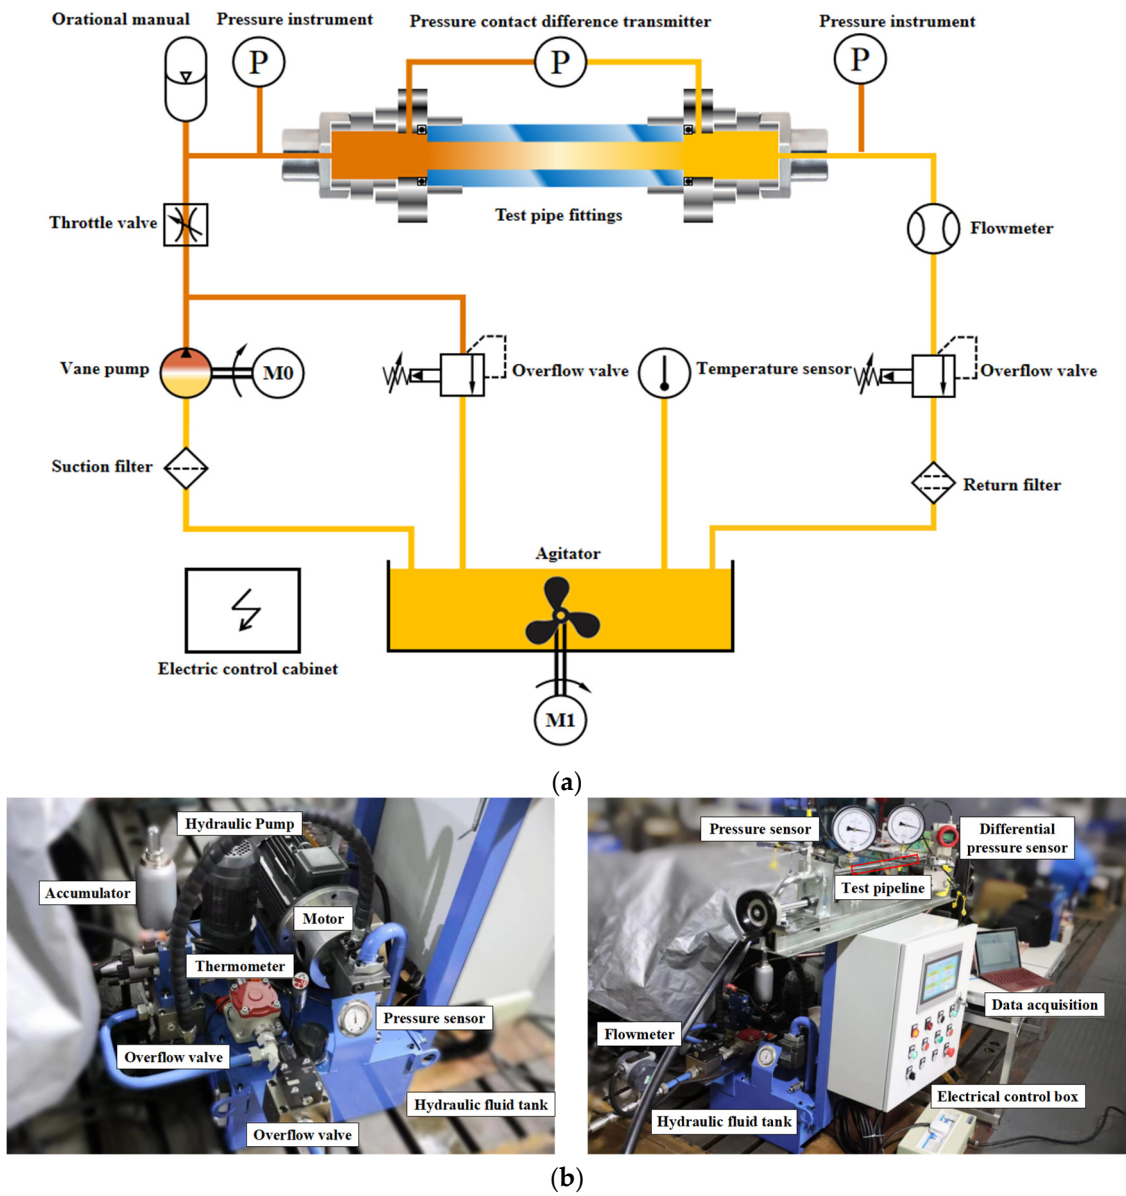 Orational manual
Pressure instrument
Pressure contact difference transmitter
Pressure instrument
P
P
P
Test pipe fittings
Throttle valve
Flowmeter
Vane pump
M0
Overflow valve
Temperature sensor
Overflow valve
Suction filter
Return filter
Agitator
Electric control cabinet
M1
(a)
Hydraulic Pump
Accumulator
Motor
Thermometer
Pressure sensor
Overflow valve
Hydraulic fluid tank
Overflow valve
Pressure sensor
Differential
pressure sensor
Test pipeline
Data acquisition
Flowmeter
Electrical control box
Hydraulic fluid tank
(b)